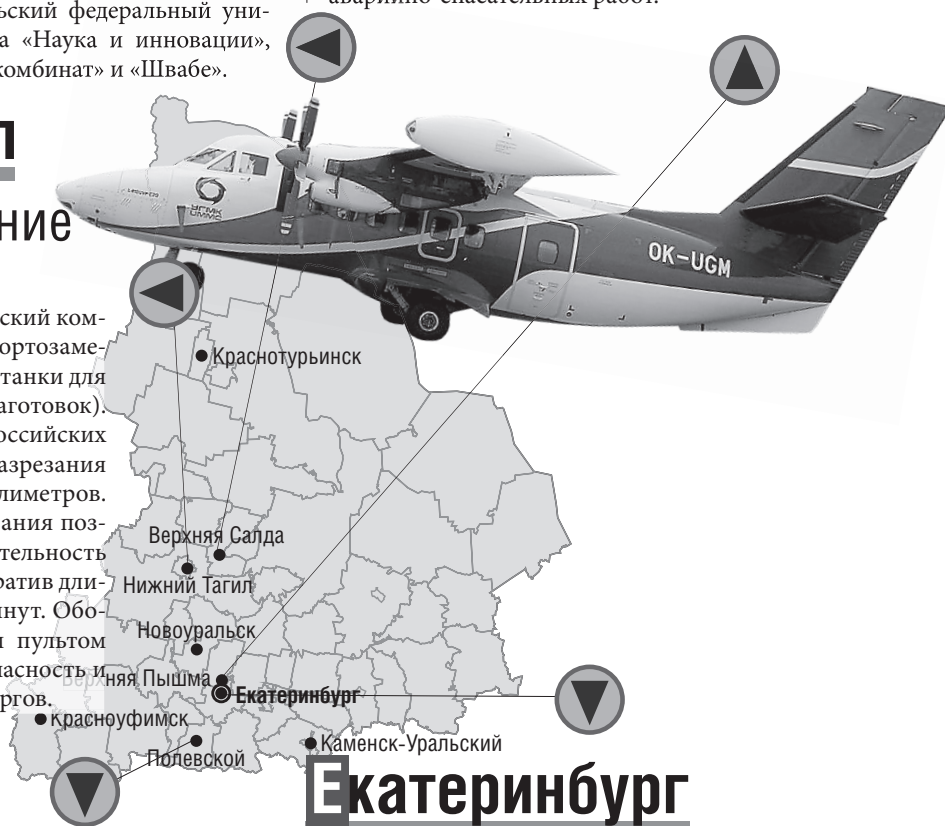 ьский федеральный уни-
а «Наука и инновации»,
комбинат» и «Швабе».
аварийно-спасательных работ.
л
ние
УГМК
UMMC
OK-UGM
ский ком-
ортозаме-
танки для
аготовок).
оссийских
азрезания
лиметров.
ания поз-
тельность
ратив дли-
инут. Обо-
и пультом
асность и
ргов.
Краснотурьинск
Верхняя Салда
Нижний Тагил
Новоуральск
Верхняя Пышма
Екатеринбург
Красноуфимск
Полевской
Каменск-Уральский
Екатеринбург